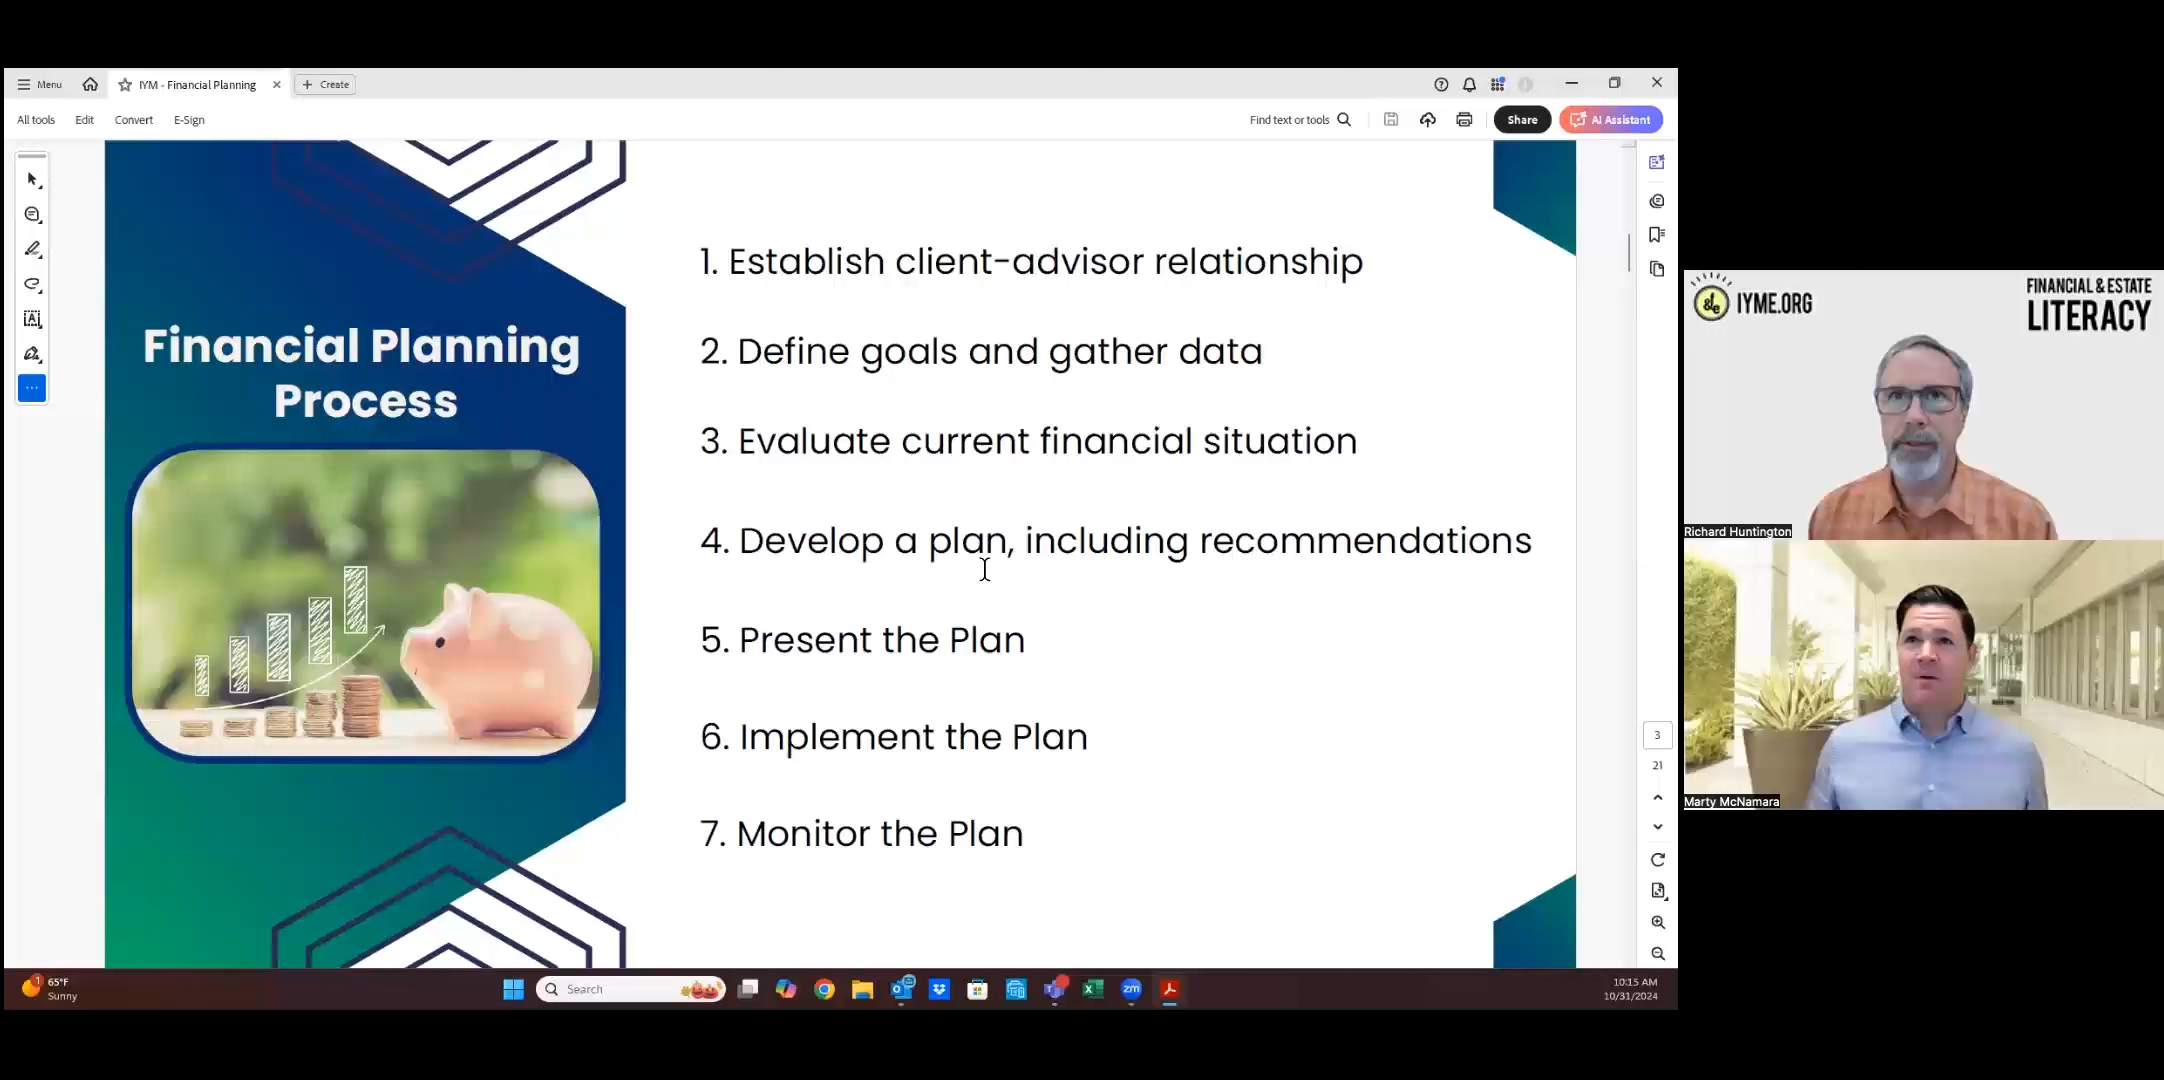 Menu
IYM - Financial Planning
Create
All tools
Edit
Convert
E-Sign
Find text or tools
Share
AI Assistant
Financial Planning
Process
1. Establish client-advisor relationship
2. Define goals and gather data
3. Evaluate current financial situation
4. Develop a plan, including recommendations
5. Present the Plan
6. Implement the Plan
7. Monitor the Plan
3
21
IYME.ORG
FINANCIAL & ESTATE
LITERACY
Richard Huntington
Marty McNamara
1
65°F
Sunny
Search
zm
10:15 AM
10/31/2024